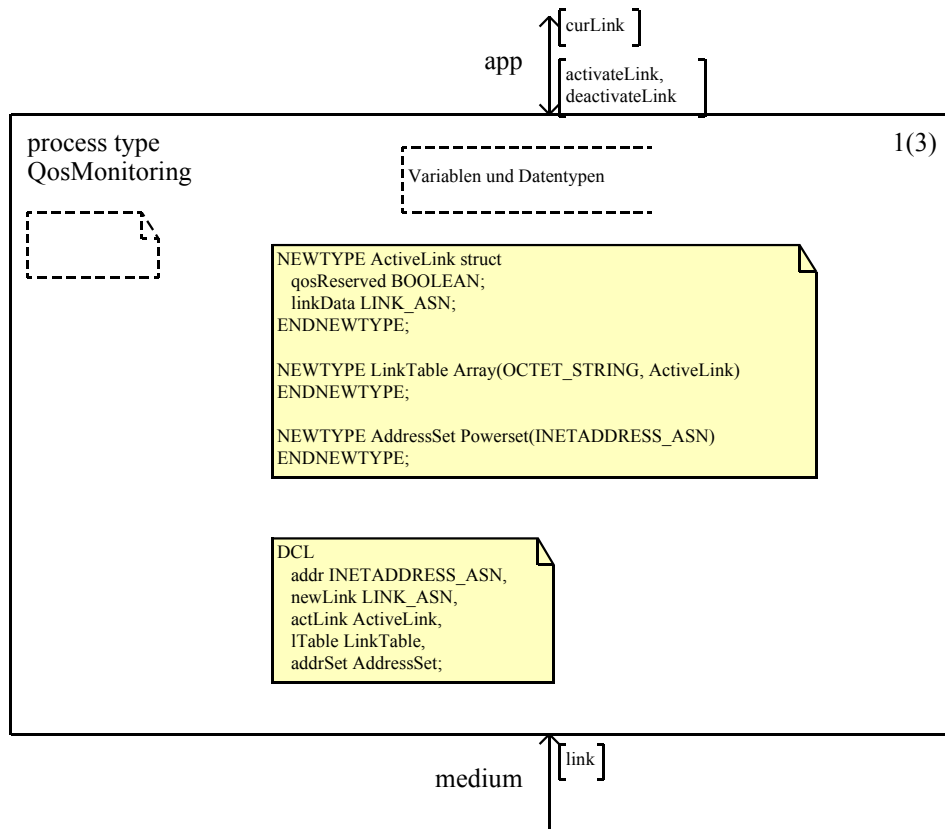 [curLink]
app
[activateLink,
deactivateLink]
process type
QosMonitoring
1(3)
Variablen und Datentypen
NEWTYPE ActiveLink struct
qosReserved BOOLEAN;
linkData LINK_ASN;
ENDNEWTYPE;
NEWTYPE LinkTable Array(OCTET_STRING, ActiveLink)
ENDNEWTYPE;
NEWTYPE AddressSet Powerset(INETADDRESS_ASN)
ENDNEWTYPE;
DCL
addr INETADDRESS_ASN,
newLink LINK_ASN,
actLink ActiveLink,
lTable LinkTable,
addrSet AddressSet;
[link]
medium